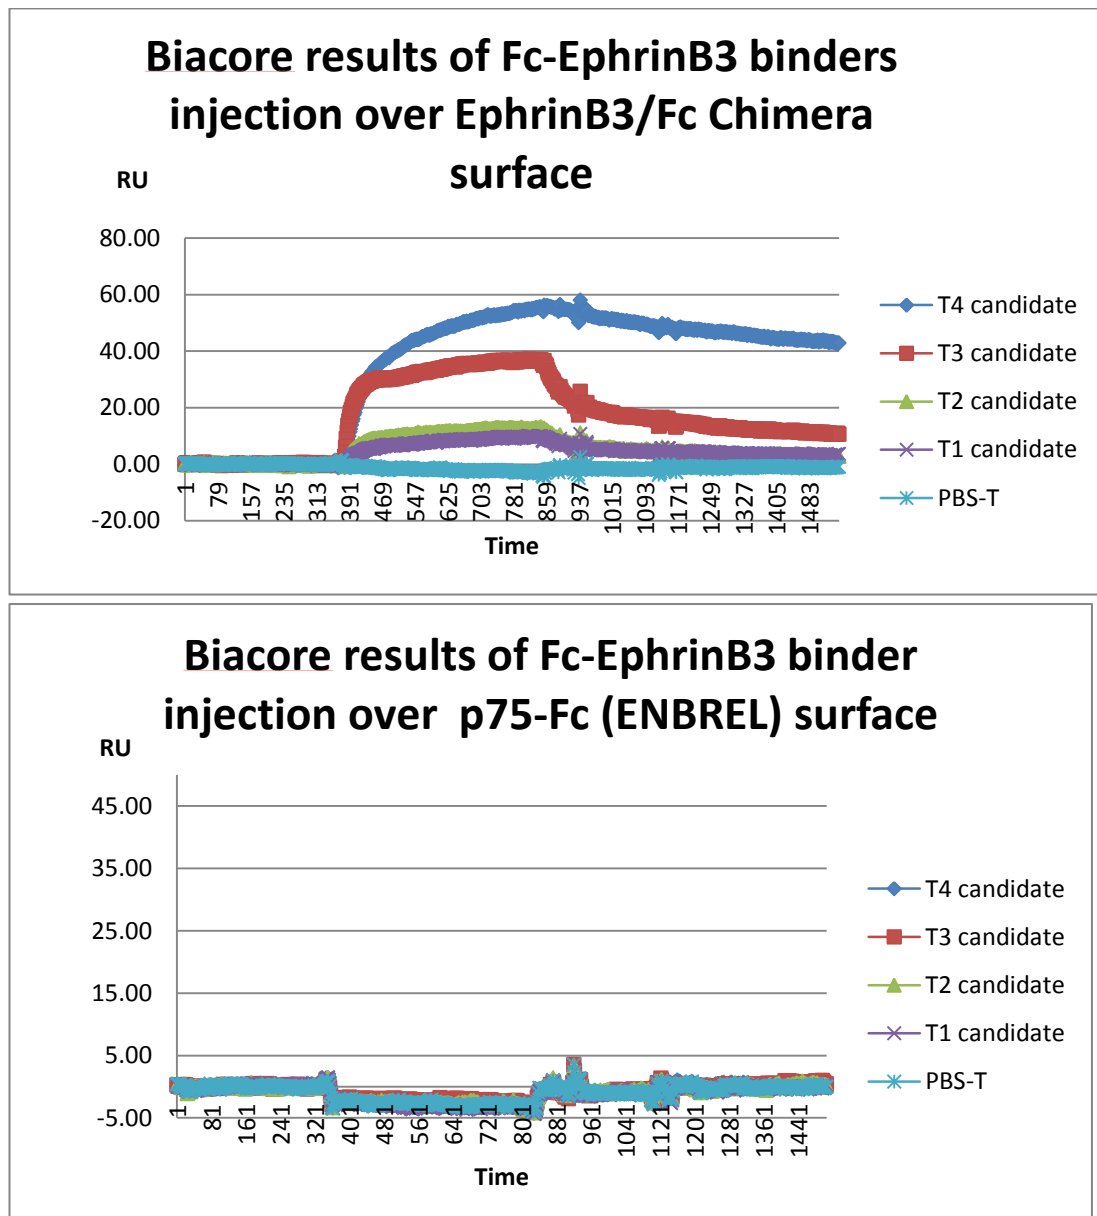 Biacore results of Fc-EphrinB3 binders
injection over EphrinB3/Fc Chimera
surface
RU
80.00
60.00
40.00
20.00
0.00
-20.00
1
79
157
235
313
391
469
547
625
703
781
859
937
1015
1093
1171
1249
1327
1405
1483
Time
T4 candidate
T3 candidate
T2 candidate
T1 candidate
PBS-T
Biacore results of Fc-EphrinB3 binder
injection over p75-Fc (ENBREL) surface
RU
45.00
35.00
25.00
15.00
5.00
-5.00
1
81
161
241
321
401
481
561
641
721
801
881
961
1041
1121
1201
1281
1361
1441
Time
T4 candidate
T3 candidate
T2 candidate
T1 candidate
PBS-T